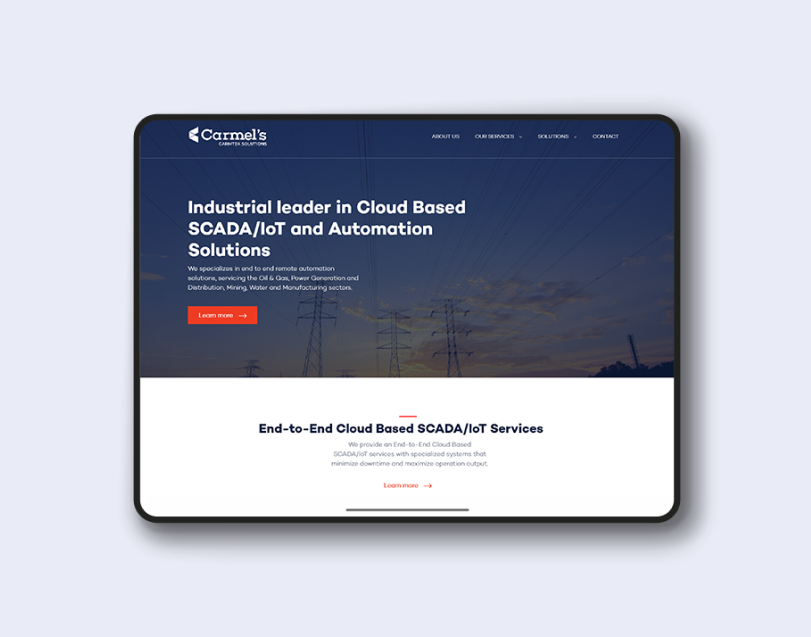 Carmel's
CARMTEK SOLUTIONS
ABOUT US
OUR SERVICES
SOLUTIONS
CONTACT
Industrial leader in Cloud Based
SCADA/IoT and Automation
Solutions
We specializes in end to end remote automation
solutions, servicing the Oil & Gas, Power Generation and
Distribution, Mining, Water and Manufacturing sectors.
Learn more
End-to-End Cloud Based SCADA/IoT Services
We provide an End-to-End Cloud Based
SCADA/IoT services with specialized systems that
minimize downtime and maximize operation output.
Learn more